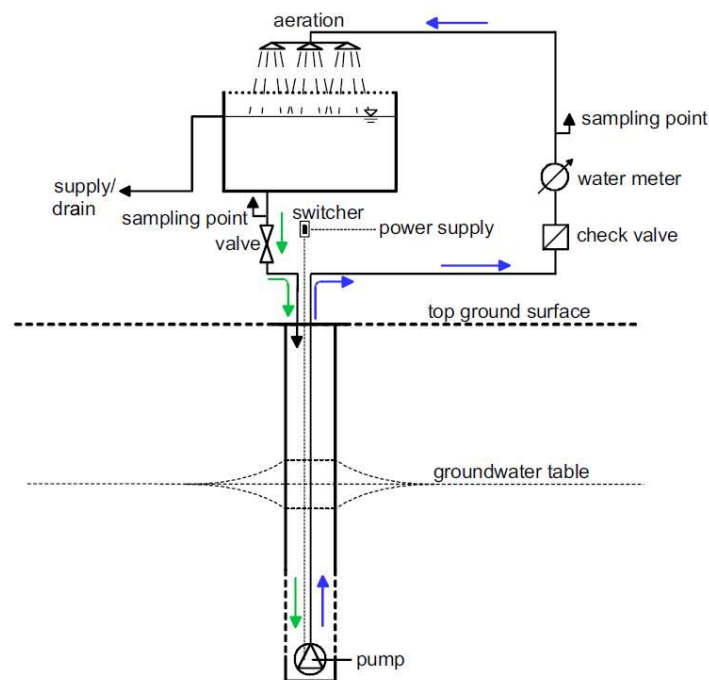 aeration
sampling point
water meter
check valve
supply/
drain
sampling point
valve
switcher
power supply
top ground surface
groundwater table
pump